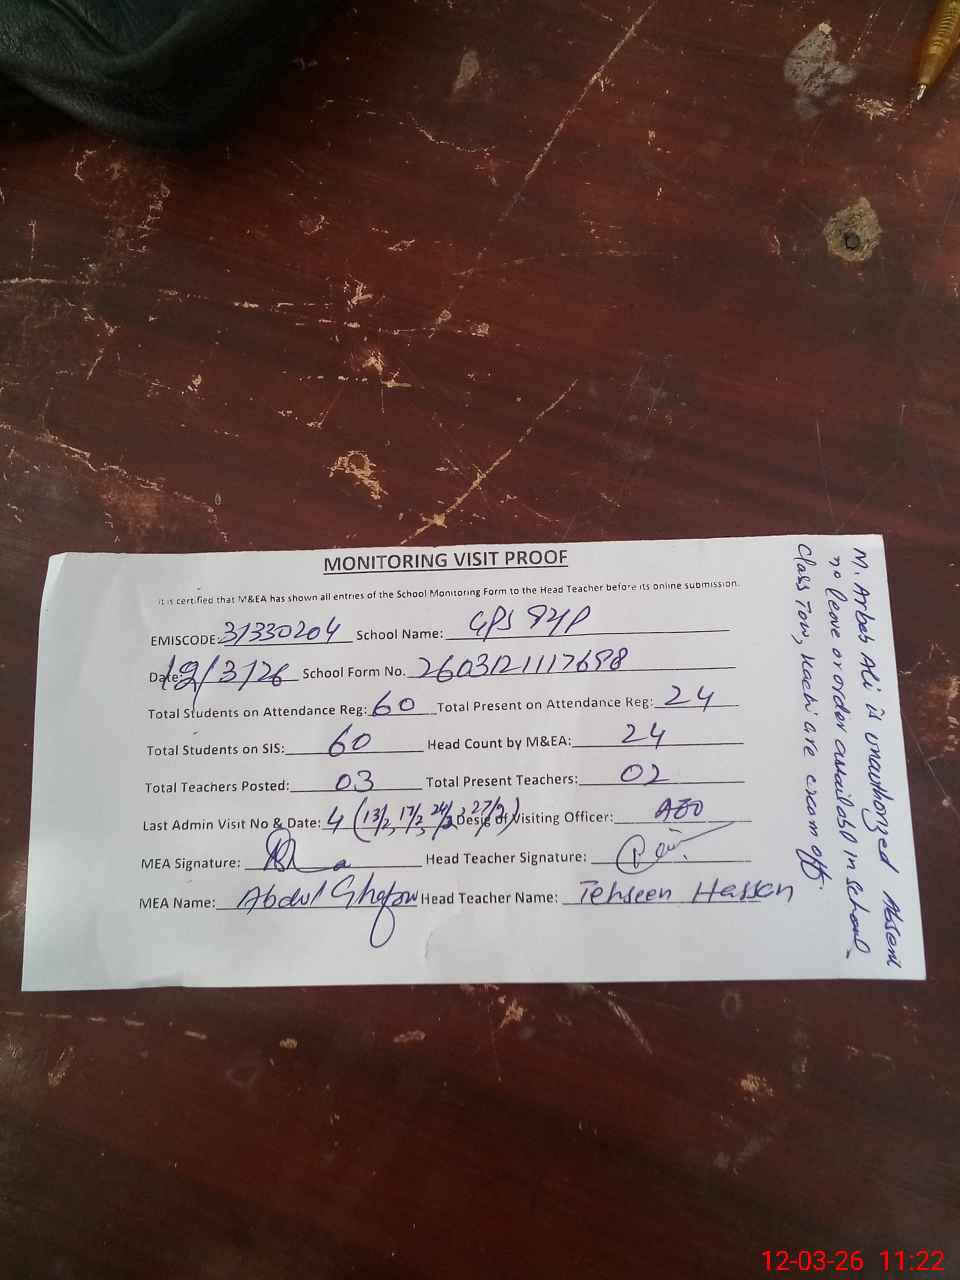 MONITORING VISIT PROOF
It is certified that M&EA has shown all entries of the School Monitoring Form to the Head Teacher before its online submission.
EMISCODE: 31330204 School Name: GPS 94P
Date: 12/3/26 School Form No. 2603121117698
Total Students on Attendance Reg: 60 Total Present on Attendance Reg: 24
Total Students on SIS: 60 Head Count by M&EA: 24
Total Teachers Posted: 03 Total Present Teachers: 02
Last Admin Visit No & Date: 4 (13/2, 17/2, 24/2, 27/2) Desig of Visiting Officer: AEO
MEA Signature: Head Teacher Signature:
MEA Name: Abdul Ghafoor Head Teacher Name: Tehseen Hassan
M. Arbab Ali is unauthorized Absent
no leave or order availabl in school.
Class Tow, Kachi are exam off.
12-03-26 11:22